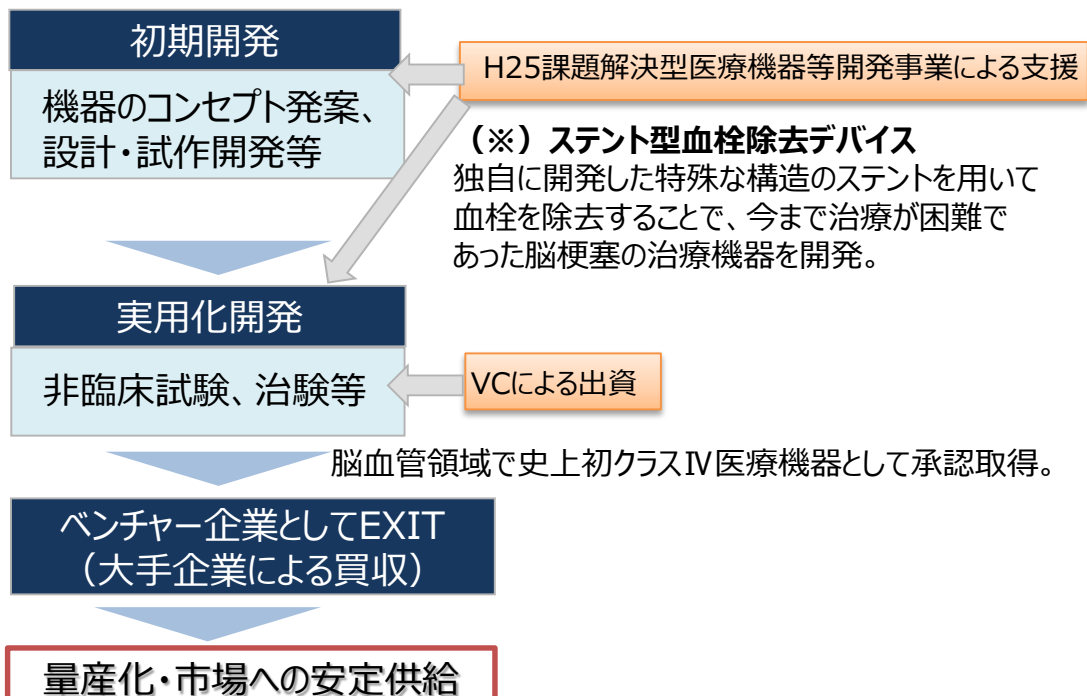 初期開発
H25課題解決型医療機器等開発事業による支援
機器のコンセプト発案、
設計・試作開発等
（※）ステント型血栓除去デバイス
独自に開発した特殊な構造のステントを用いて
血栓を除去することで、今まで治療が困難で
あった脳梗塞の治療機器を開発。
実用化開発
非臨床試験、治験等
VCによる出資
脳血管領域で史上初クラスⅣ医療機器として承認取得。
ベンチャー企業としてEXIT
（大手企業による買収）
量産化・市場への安定供給